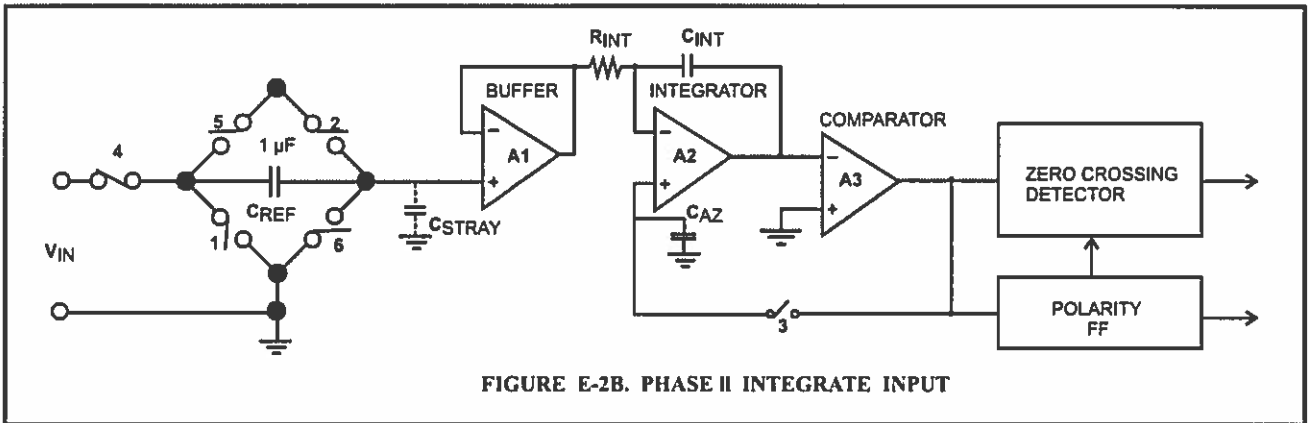 RINT
CINT
BUFFER
INTEGRATOR
COMPARATOR
5
2
1 µF
4
A1
A2
A3
ZERO CROSSING
DETECTOR
CREF
CSTRAY
CAZ
1
6
VIN
3
POLARITY
FF
FIGURE E-2B. PHASE II INTEGRATE INPUT